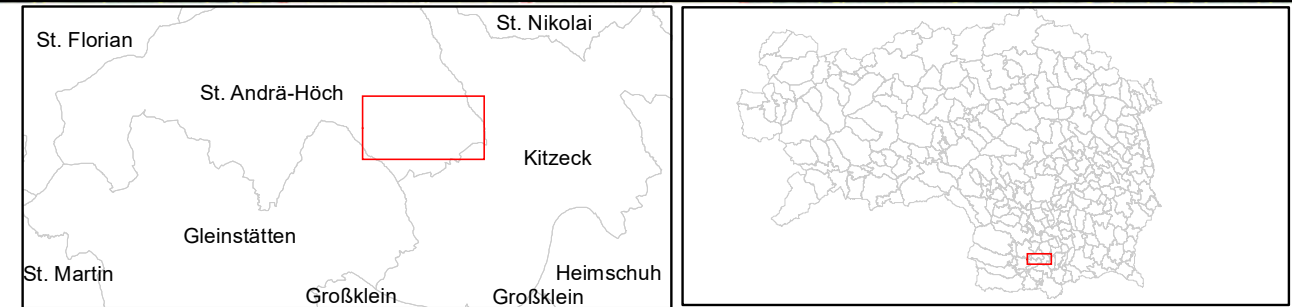 St. Nikolai
St. Florian
St. Andrä-Höch
Kitzeck
Gleinstätten
St. Martin
Heimschuh
Großklein
Großklein